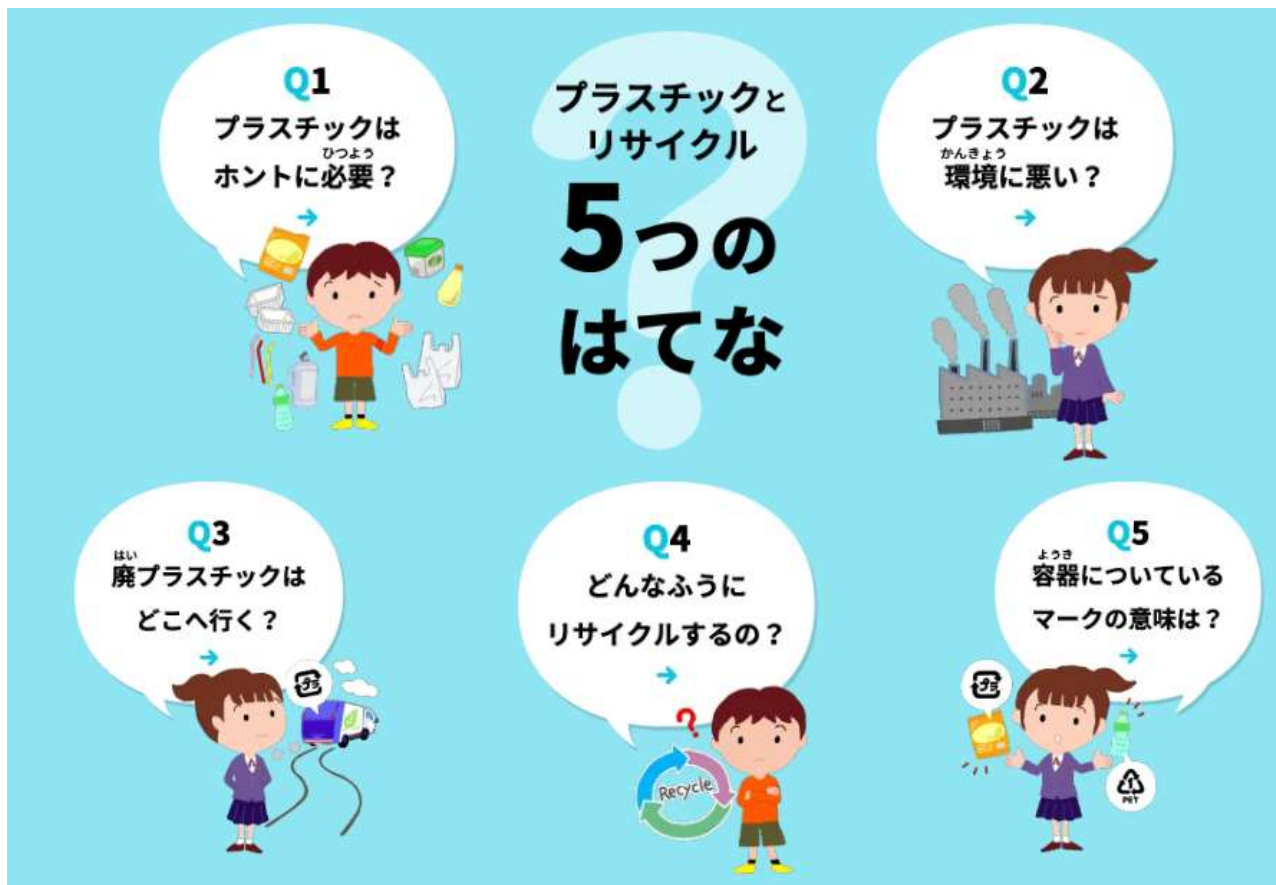 プラスチックと
リサイクル
5つの
はてな
Q1
プラスチックは
ひつよう
ホントに必要？
→
Q2
プラスチックは
かんきょう
環境に悪い？
→
Q3
はい
廃プラスチックは
どこへ行く？
→
プラ
Q4
どんなふうに
リサイクルするの？
→
?
Recycle
Q5
ようき
容器についている
マークの意味は？
→
プラ
1
PET